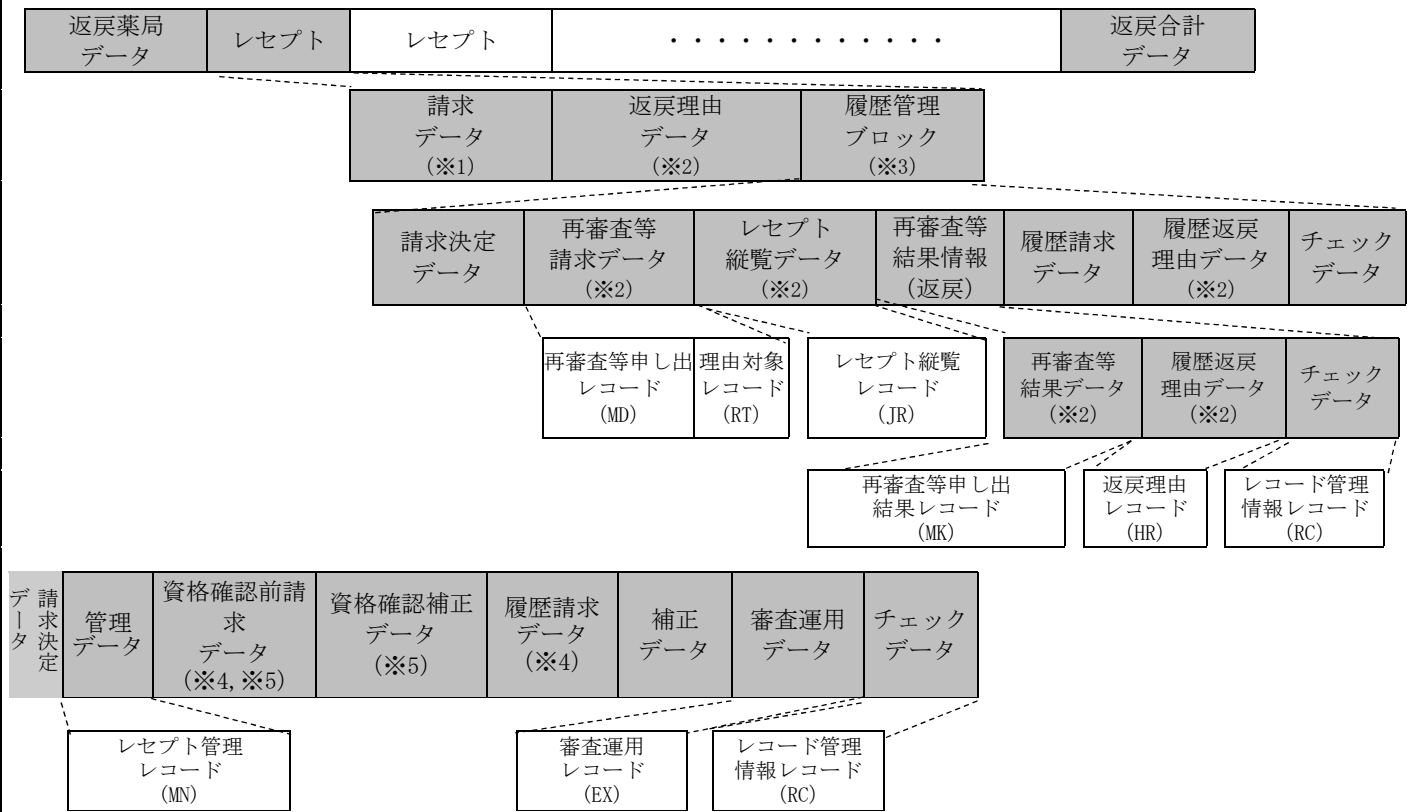 返戻薬局
データ
レセプト
レセプト
・・・・・・・・・・・・
返戻合計
データ
請求
データ
(※1)
返戻理由
データ
(※2)
履歴管理
ブロック
(※3)
請求決定
データ
再審査等
請求データ
(※2)
レセプト
縦覧データ
(※2)
再審査等
結果情報
(返戻)
履歴請求
データ
履歴返戻
理由データ
(※2)
チェック
データ
再審査等申し出
レコード
(MD)
理由対象
レコード
(RT)
レセプト縦覧
レコード
(JR)
再審査等
結果データ
(※2)
履歴返戻
理由データ
(※2)
チェック
データ
再審査等申し出
結果レコード
(MK)
返戻理由
レコード
(HR)
レコード管理
情報レコード
(RC)
請求決定
データ
管理
データ
資格確認前請
求
データ
(※4,※5)
資格確認補正
データ
(※5)
履歴請求
データ
(※4)
補正
データ
審査運用
データ
チェック
データ
レセプト管理
レコード
(MN)
審査運用
レコード
(EX)
レコード管理
情報レコード
(RC)